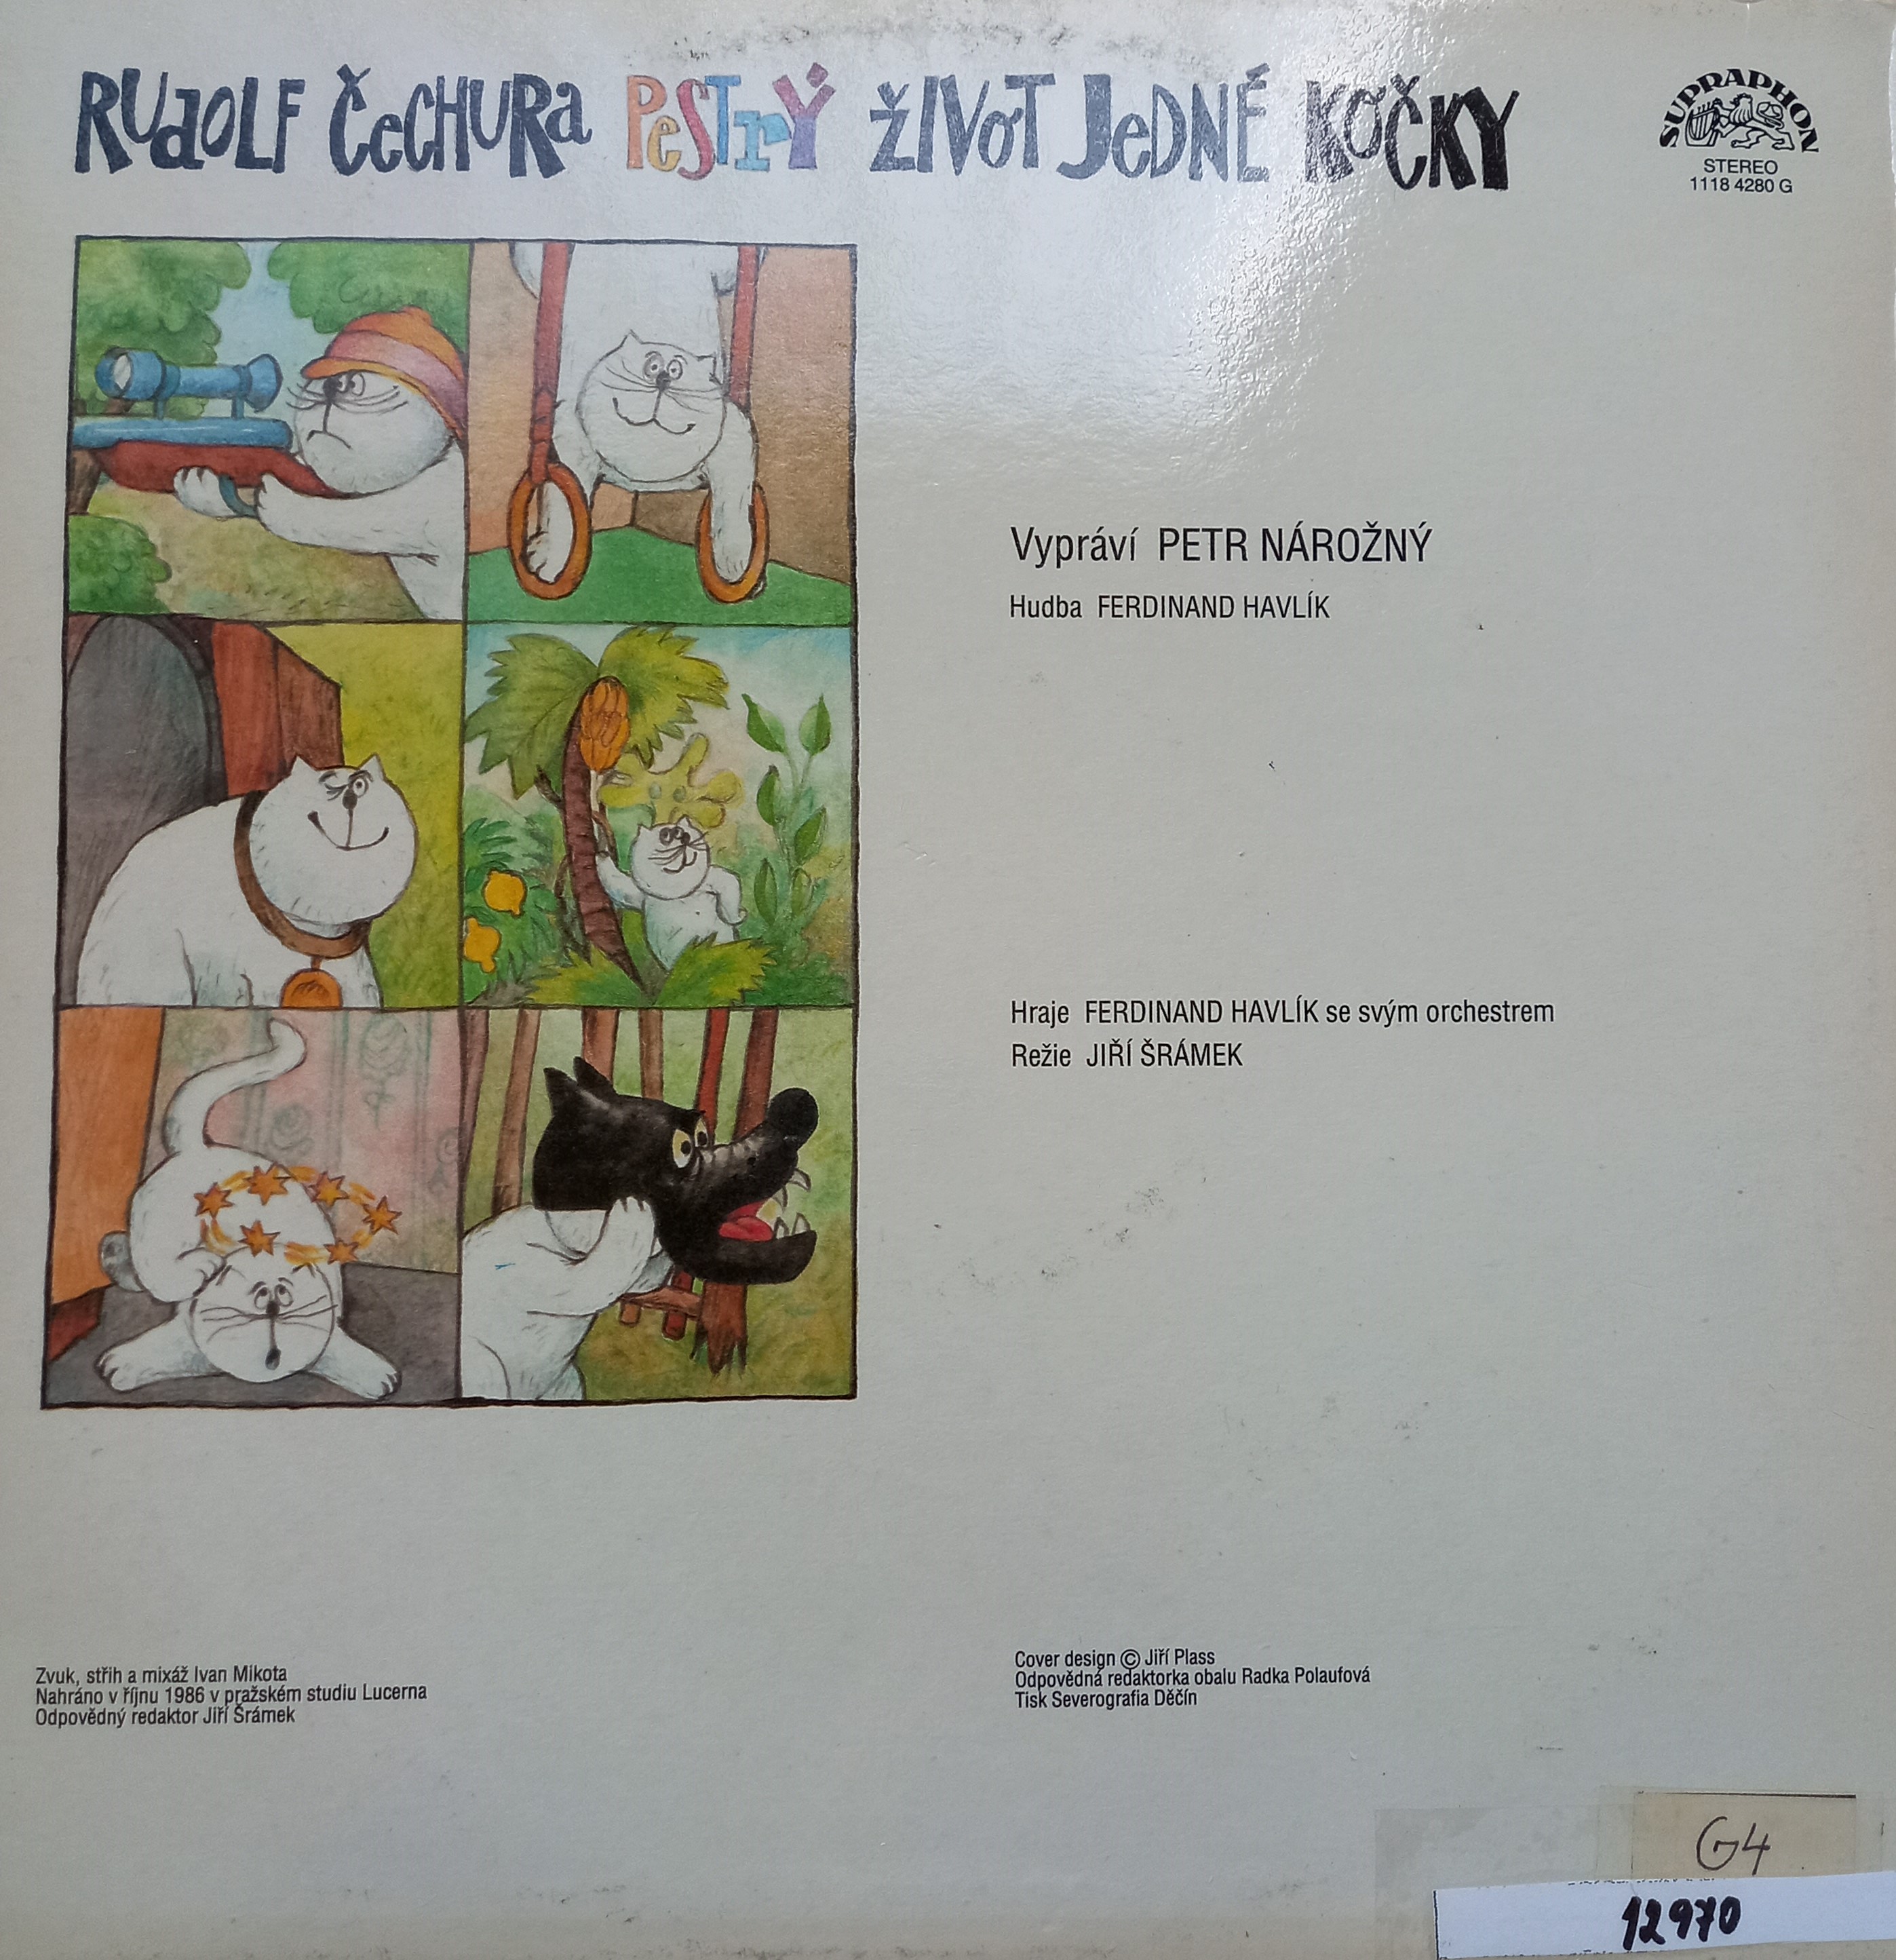 RUdOLF ČeCHURa PeSTrÝ ŽIVoT JeDNÉ KOČKY
SUPRAPHON
STEREO
1118 4280 G
Vypráví PETR NÁROŽNÝ
Hudba FERDINAND HAVLÍK
Hraje FERDINAND HAVLÍK se svým orchestrem
Režie JIŘÍ ŠRÁMEK
Zvuk, střih a mixáž Ivan Mikota
Nahráno v říjnu 1986 v pražském studiu Lucerna
Odpovědný redaktor Jiří Šrámek
Cover design © Jiří Plass
Odpovědná redaktorka obalu Radka Polaufová
Tisk Severografia Děčín
G4
12970